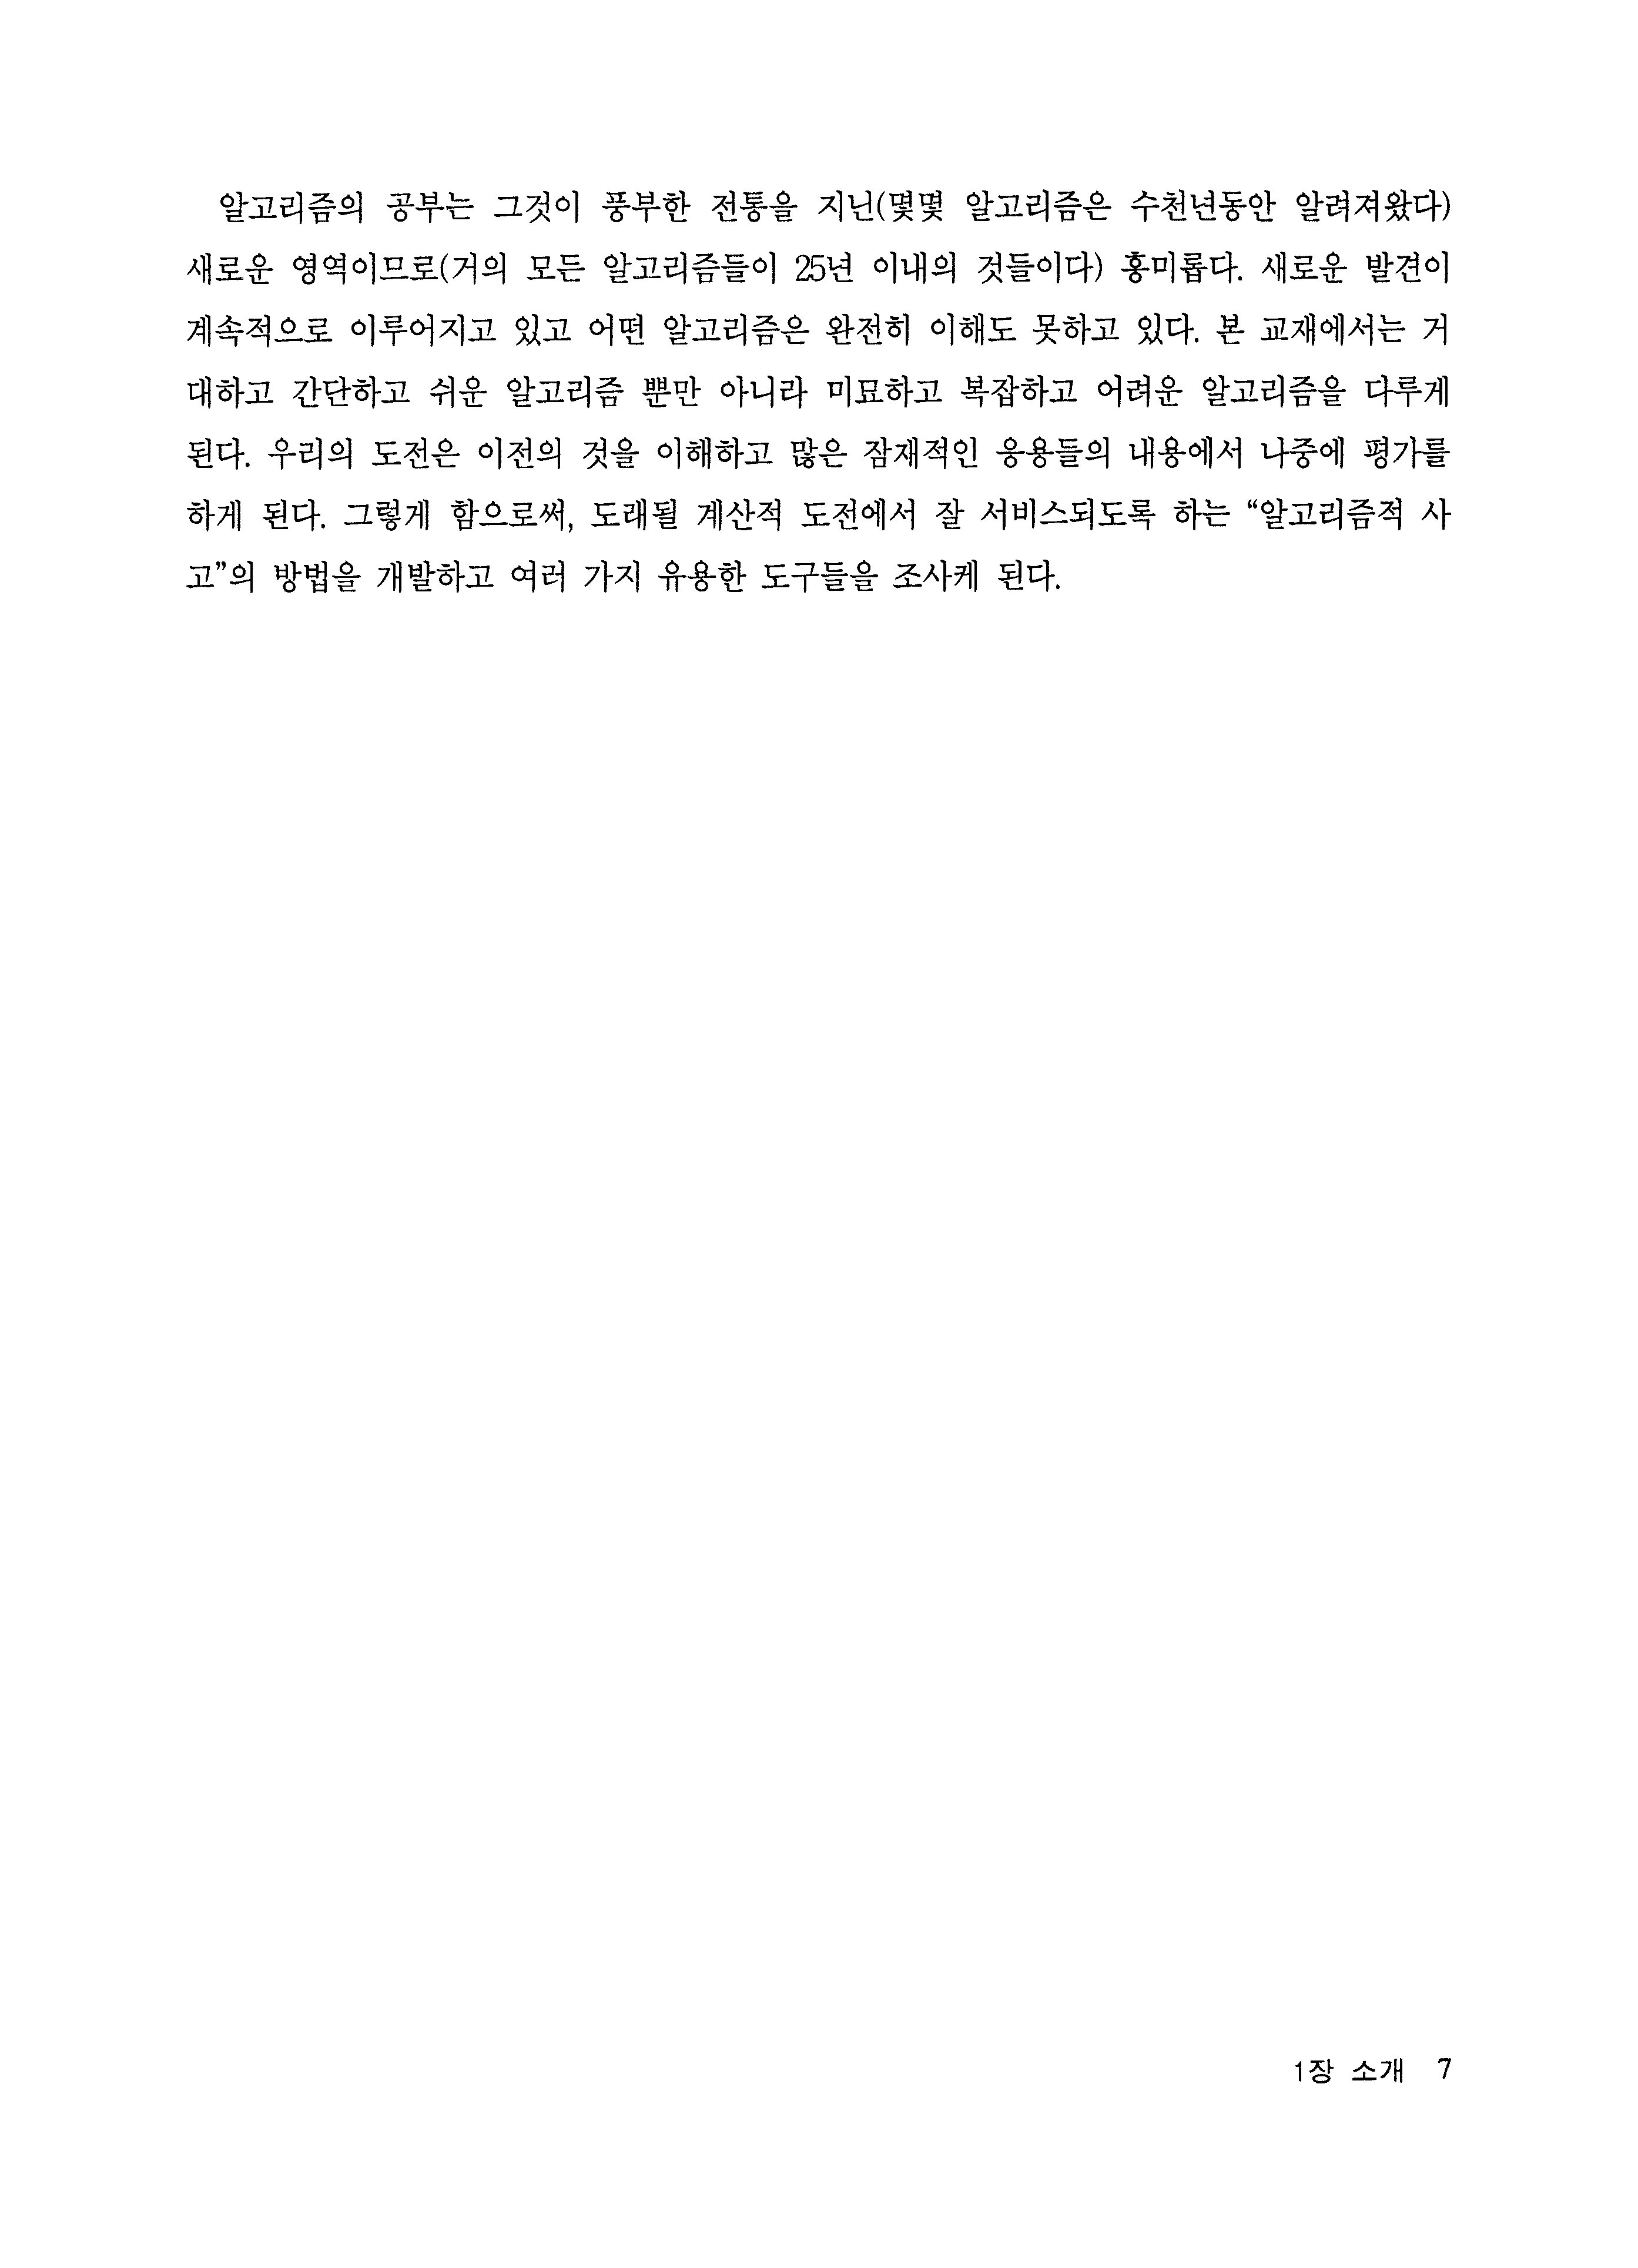 알고리즘의 공부는 그것이 풍부한 전통을 지닌(몇몇 알고리즘은 수천년동안 알려져왔다)
새로운 영역이므로(거의 모든 알고리즘들이 25년 이내의 것들이다) 흥미롭다. 새로운 발견이
계속적으로 이루어지고 있고 어떤 알고리즘은 완전히 이해도 못하고 있다. 본 교재에서는 거
대하고 간단하고 쉬운 알고리즘 뿐만 아니라 미묘하고 복잡하고 어려운 알고리즘을 다루게
된다. 우리의 도전은 이전의 것을 이해하고 많은 잠재적인 응용들의 내용에서 나중에 평가를
하게 된다. 그렇게 함으로써, 도래될 계산적 도전에서 잘 서비스되도록 하는 “알고리즘적 사
고”의 방법을 개발하고 여러 가지 유용한 도구들을 조사케 된다.
1장 소개 7